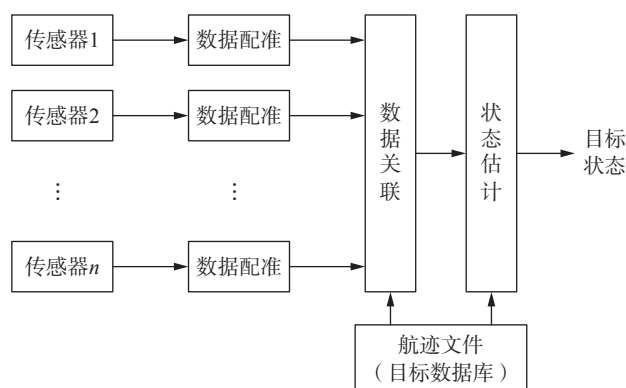 传感器1
数据配准
传感器2
数据配准
⋮
⋮
传感器n
数据配准
数据关联
状态估计
目标
状态
航迹文件
（目标数据库）